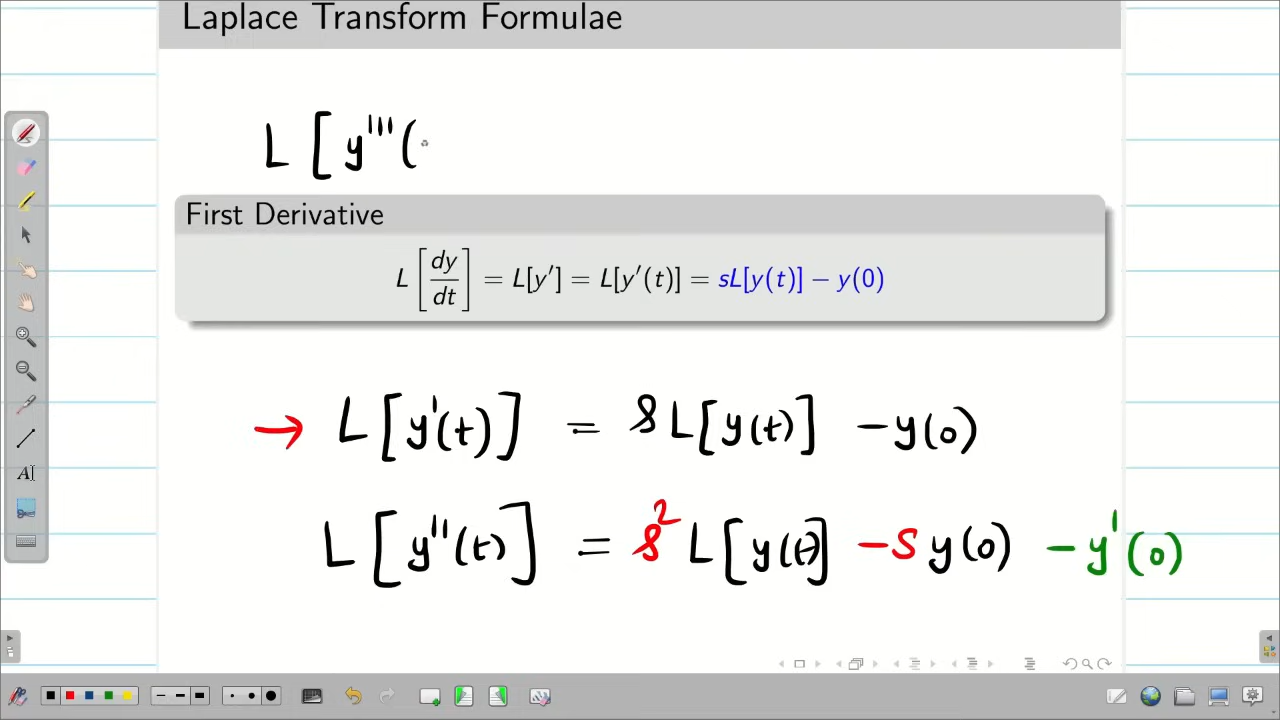 Laplace Transform Formulae
L [ y'''(
First Derivative
L [dy/dt] = L[y'] = L[y'(t)] = sL[y(t)] − y(0)
→ L [y'(t)] = s L[y(t)] − y(0)
L [y''(t)] = s² L[y(t)] − s y(0) − y'(0)
A